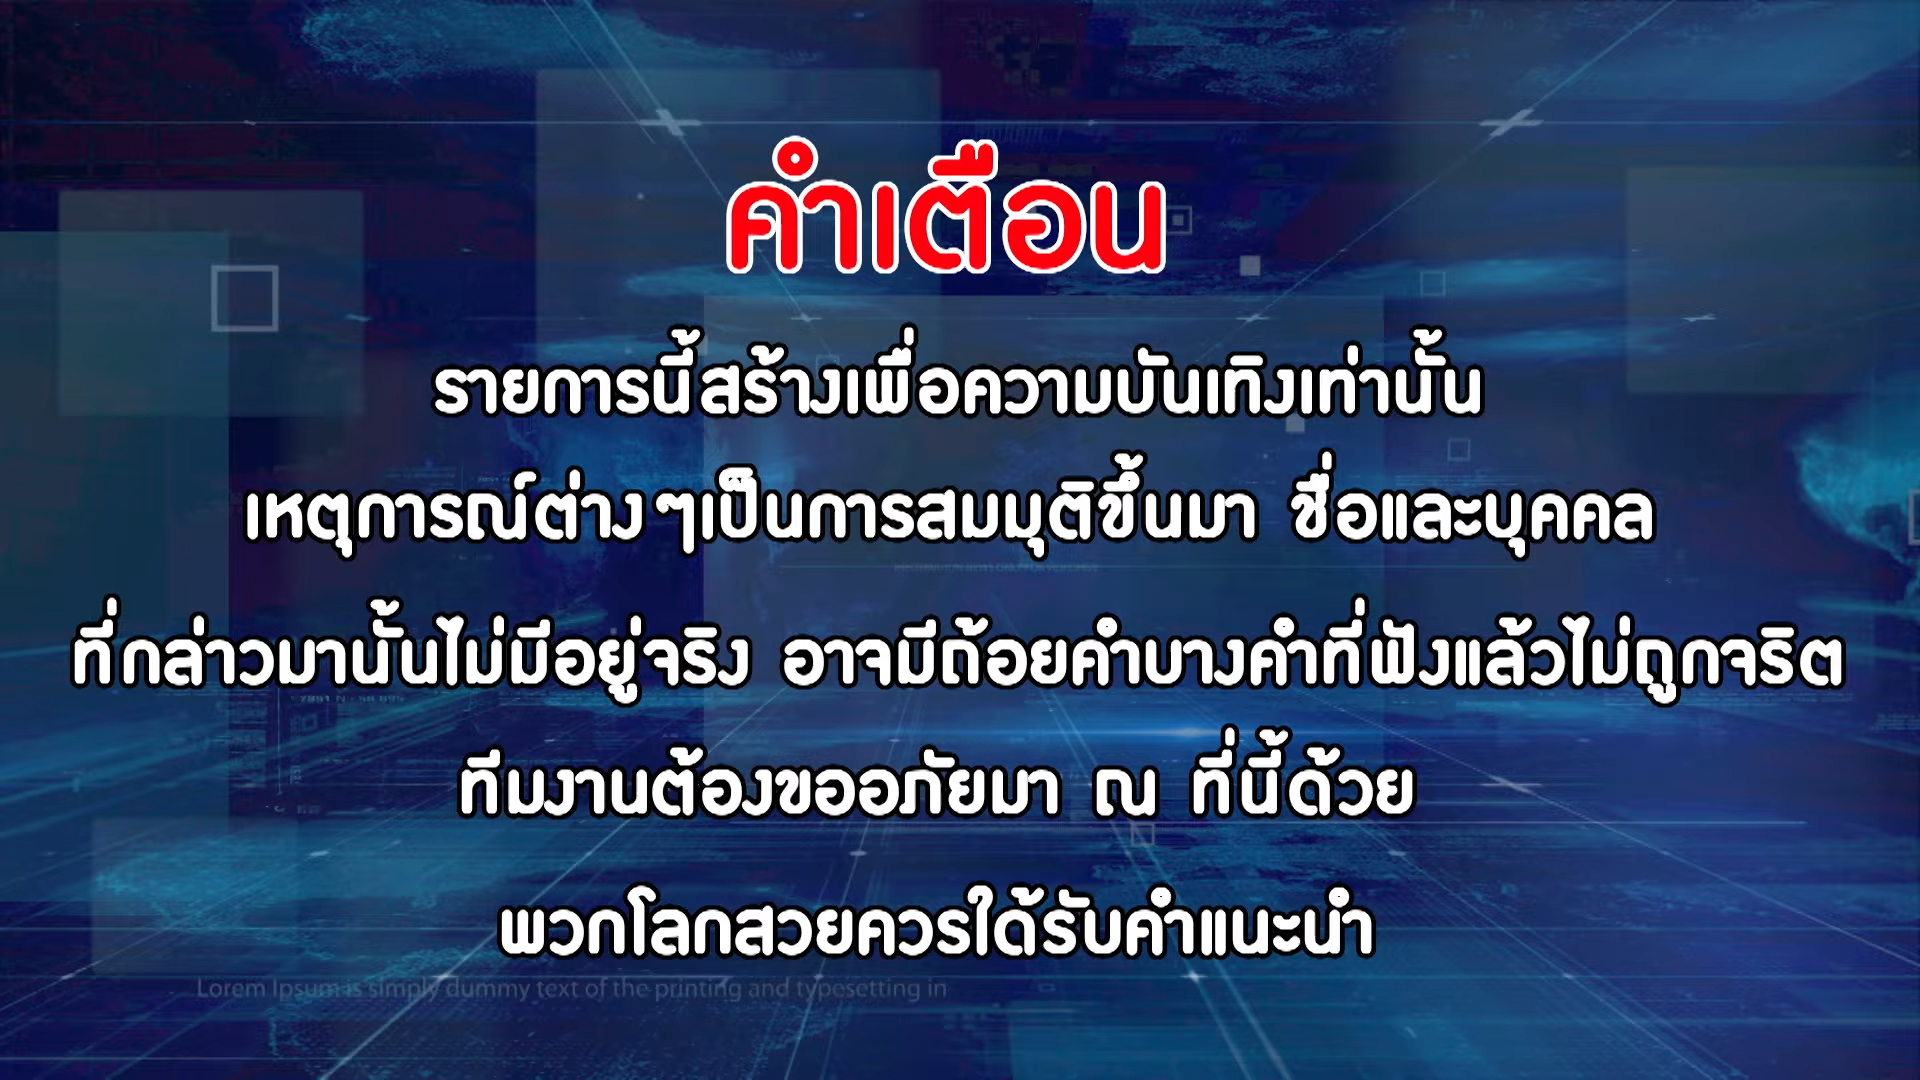 คำเตือน
รายการนี้สร้างเพื่อความบันเทิงเท่านั้น
เหตุการณ์ต่างๆเป็นการสมมุติขึ้นมา ชื่อและบุคคล
ที่กล่าวมานั้นไม่มีอยู่จริง อาจมีถ้อยคำบางคำที่ฟังแล้วไม่ถูกจริต
ทีมงานต้องขออภัยมา ณ ที่นี้ด้วย
พวกโลกสวยควรได้รับคำแนะนำ
Lorem Ipsum is simply dummy text of the printing and typesetting in